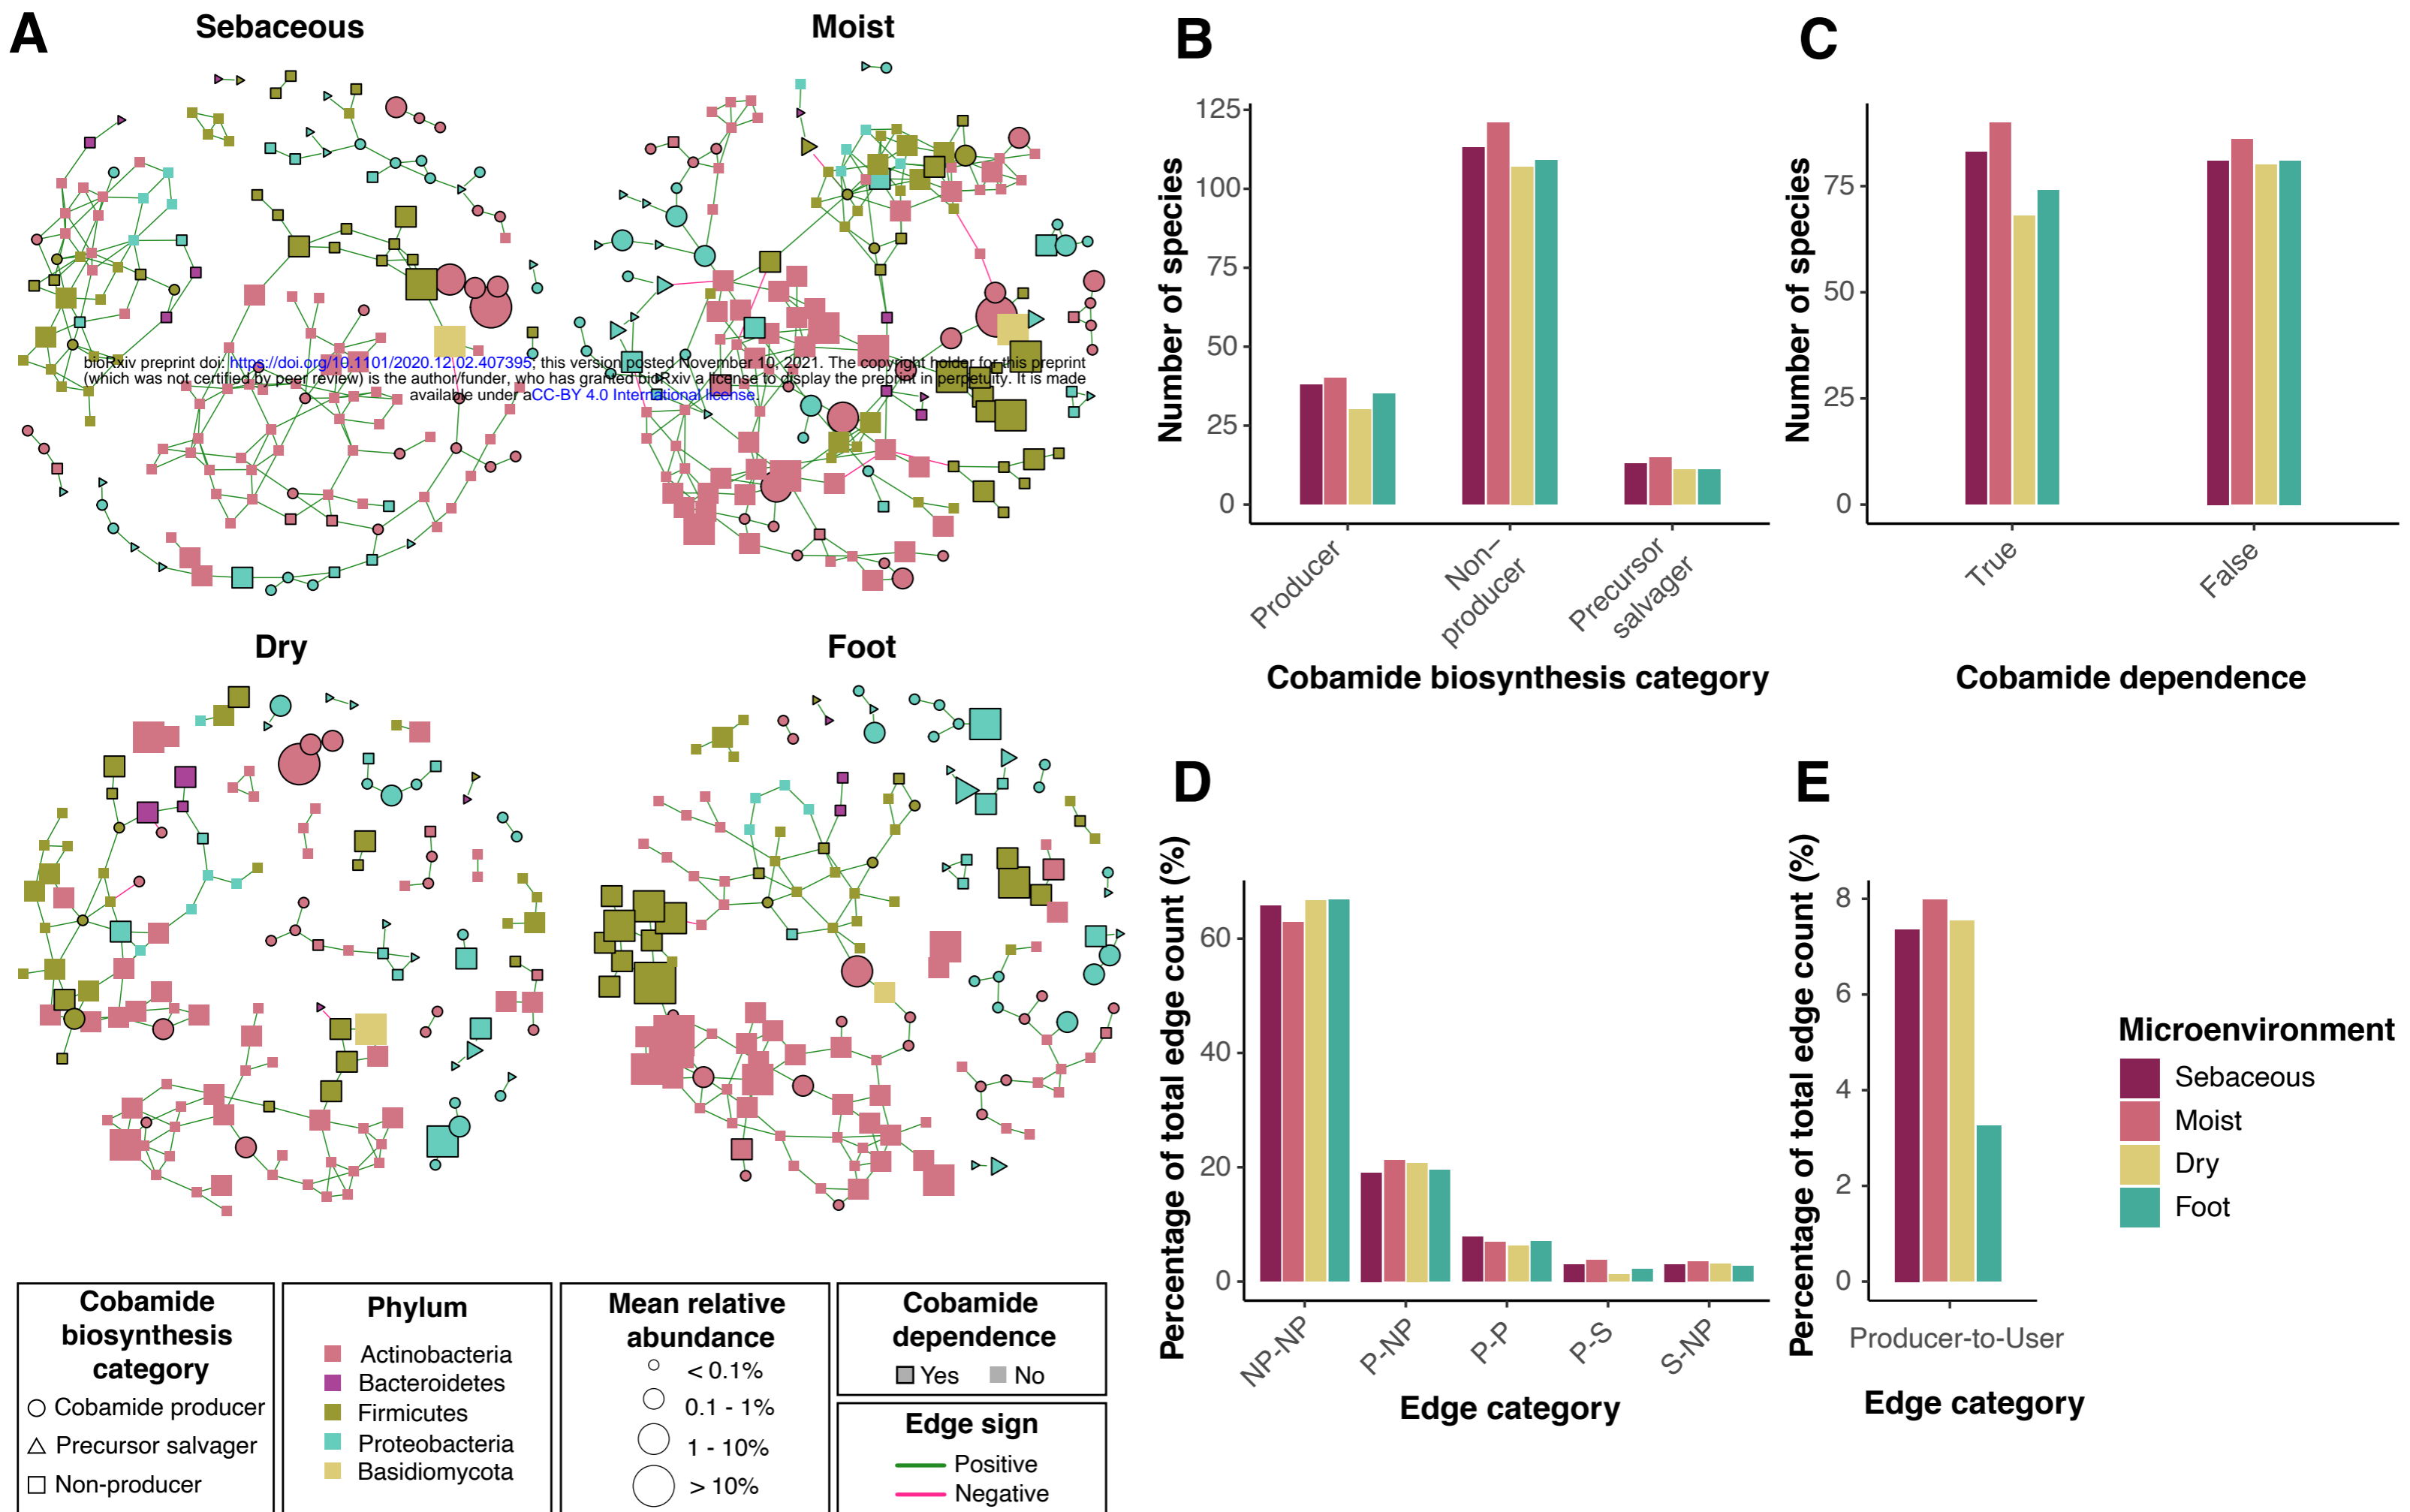 A
Sebaceous
Moist
bioRxiv preprint doi: https://doi.org/10.1101/2020.12.02.407395; this version posted November 10, 2021. The copyright holder for this preprint
(which was not certified by peer review) is the author/funder, who has granted bioRxiv a license to display the preprint in perpetuity. It is made
available under aCC-BY 4.0 International license.
Dry
Foot
Cobamide
biosynthesis
category
Cobamide producer
Precursor salvager
Non-producer
Phylum
Actinobacteria
Bacteroidetes
Firmicutes
Proteobacteria
Basidiomycota
Mean relative
abundance
< 0.1%
0.1 - 1%
1 - 10%
> 10%
Cobamide
dependence
Yes No
Edge sign
Positive
Negative
B
Number of species
125
100
75
50
25
0
Producer
Non–
producer
Precursor
salvager
Cobamide biosynthesis category
C
Number of species
75
50
25
0
True
False
Cobamide dependence
D
Percentage of total edge count (%)
60
40
20
0
NP-NP
P-NP
P-P
P-S
S-NP
Edge category
E
Percentage of total edge count (%)
8
6
4
2
0
Producer-to-User
Edge category
Microenvironment
Sebaceous
Moist
Dry
Foot